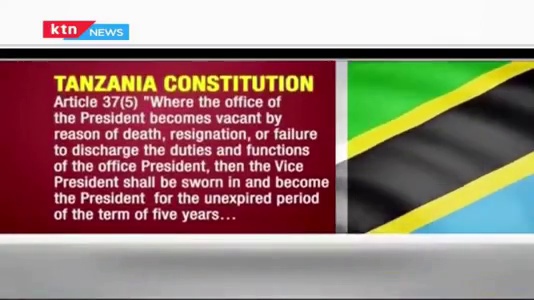 ktn
NEWS
TANZANIA CONSTITUTION
Article 37(5) "Where the office of
the President becomes vacant by
reason of death, resignation, or failure
to discharge the duties and functions
of the office President, then the Vice
President shall be sworn in and become
the President for the unexpired period
of the term of five years...